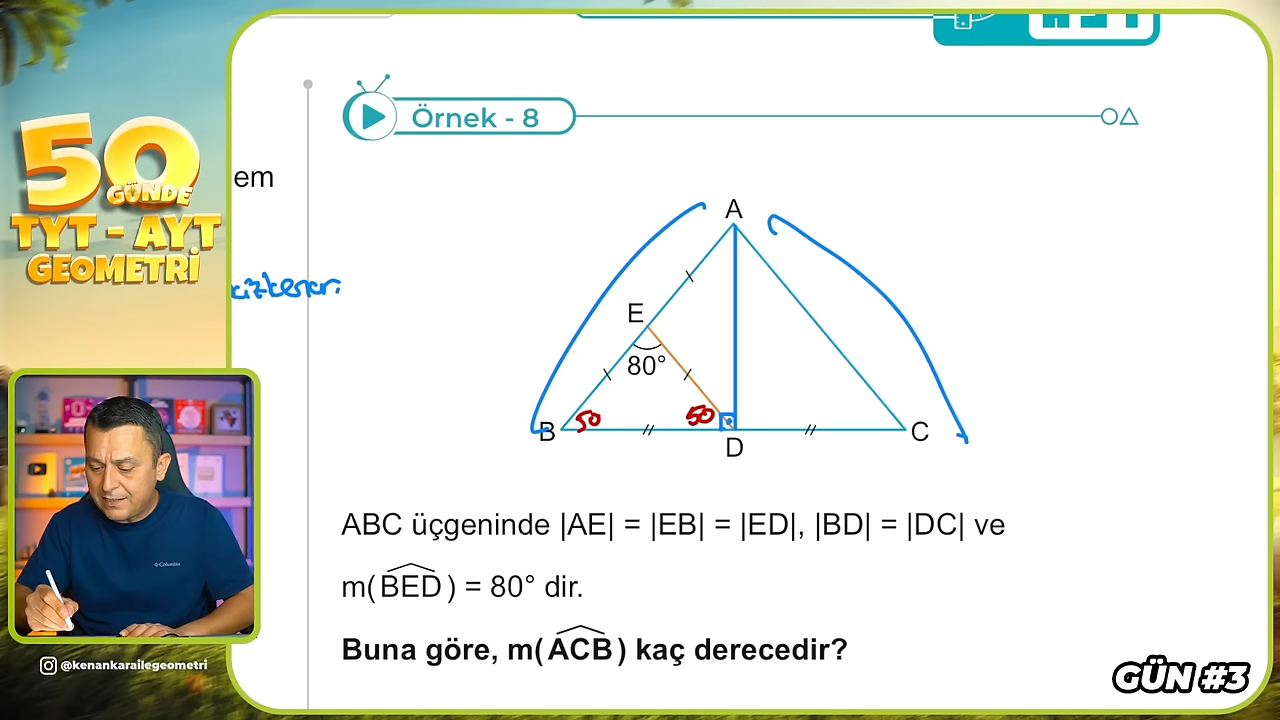 50
GÜNDE
TYT - AYT
GEOMETRİ
em
Örnek - 8
A
E
80°
50
50
B
D
C
ABC üçgeninde |AE| = |EB| = |ED|, |BD| = |DC| ve
m(BED) = 80° dir.
Buna göre, m(ACB) kaç derecedir?
Columbia
@kenankarailegeometri
GÜN #3